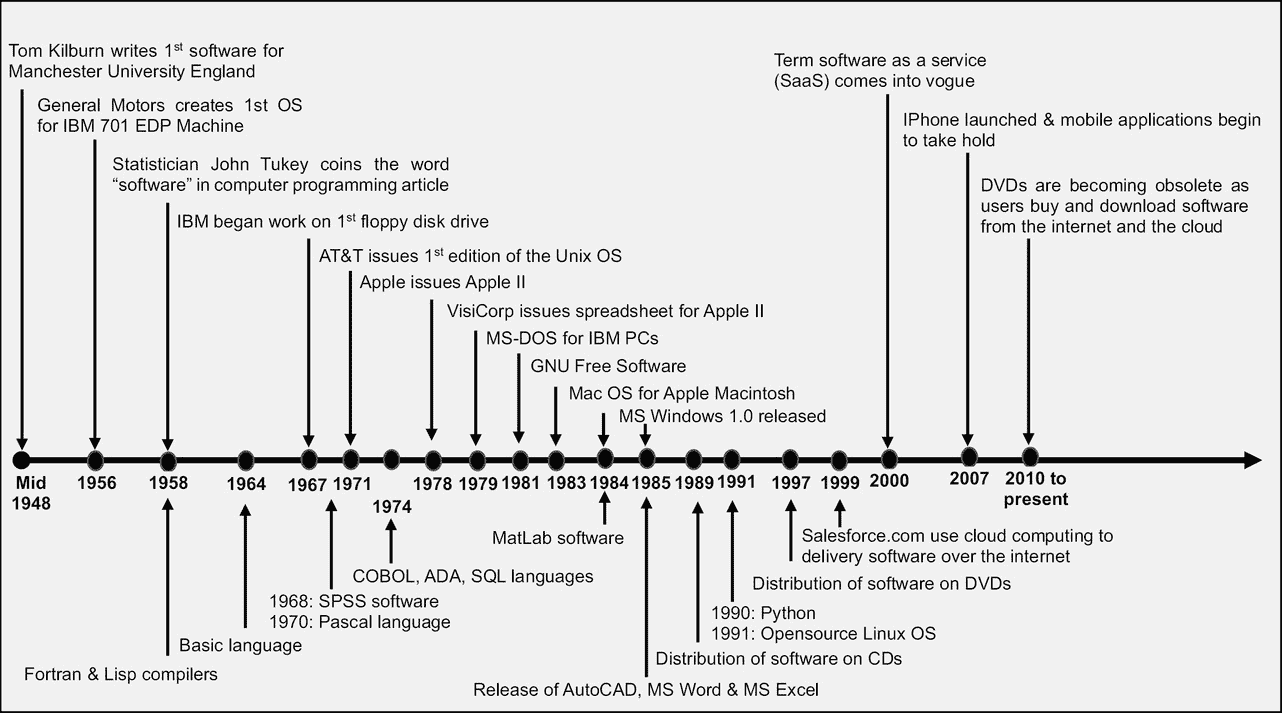 Tom Kilburn writes 1st software for
Manchester University England
General Motors creates 1st OS
for IBM 701 EDP Machine
Statistician John Tukey coins the word
“software” in computer programming article
IBM began work on 1st floppy disk drive
AT&T issues 1st edition of the Unix OS
Apple issues Apple II
VisiCorp issues spreadsheet for Apple II
MS-DOS for IBM PCs
GNU Free Software
Mac OS for Apple Macintosh
MS Windows 1.0 released
Term software as a service
(SaaS) comes into vogue
IPhone launched & mobile applications begin
to take hold
DVDs are becoming obsolete as
users buy and download software
from the internet and the cloud
Mid
1948
1956
1958
1964
1967
1971
1974
1978
1979
1981
1983
1984
1985
1989
1991
1997
1999
2000
2007
2010 to
present
MatLab software
Salesforce.com use cloud computing to
delivery software over the internet
COBOL, ADA, SQL languages
Distribution of software on DVDs
1968: SPSS software
1970: Pascal language
1990: Python
1991: Opensource Linux OS
Basic language
Distribution of software on CDs
Fortran & Lisp compilers
Release of AutoCAD, MS Word & MS Excel